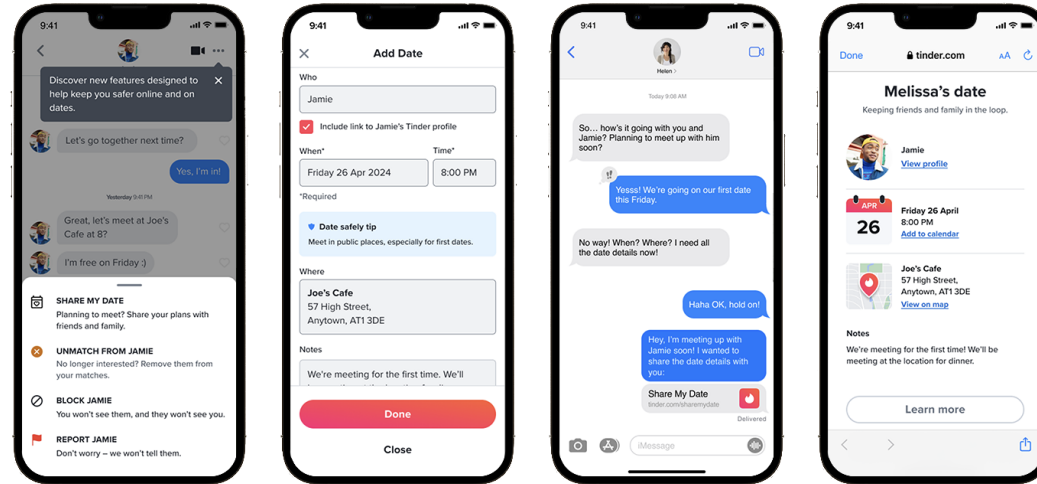 9:41
Discover new features designed to
help keep you safer online and on
dates.
Let's go together next time?
Yes, I'm in!
Yesterday 9:41 PM
Great, let's meet at Joe's
Cafe at 8?
I'm free on Friday :)
SHARE MY DATE
Planning to meet? Share your plans with
friends and family.
UNMATCH FROM JAMIE
No longer interested? Remove them from
your matches.
BLOCK JAMIE
You won't see them, and they won't see you.
REPORT JAMIE
Don't worry – we won't tell them.
9:41
Add Date
Who
Jamie
Include link to Jamie's Tinder profile
When*
Time*
Friday 26 Apr 2024
8:00 PM
*Required
Date safely tip
Meet in public places, especially for first dates.
Where
Joe's Cafe
57 High Street,
Anytown, AT1 3DE
Notes
We're meeting for the first time. We'll
Done
Close
9:41
Helen >
Today 9:08 AM
So... how's it going with you and
Jamie? Planning to meet up with him
soon?
Yesss! We're going on our first date
this Friday.
No way! When? Where? I need all
the date details now!
Haha OK, hold on!
Hey, I'm meeting up with
Jamie soon! I wanted to
share the date details with
you:
Share My Date
tinder.com/sharemydate
Delivered
iMessage
9:41
Done
tinder.com
AA
Melissa's date
Keeping friends and family in the loop.
Jamie
View profile
APR
26
Friday 26 April
8:00 PM
Add to calendar
Joe's Cafe
57 High Street,
Anytown, AT1 3DE
View on map
Notes
We're meeting for the first time! We'll be
meeting at the location for dinner.
Learn more